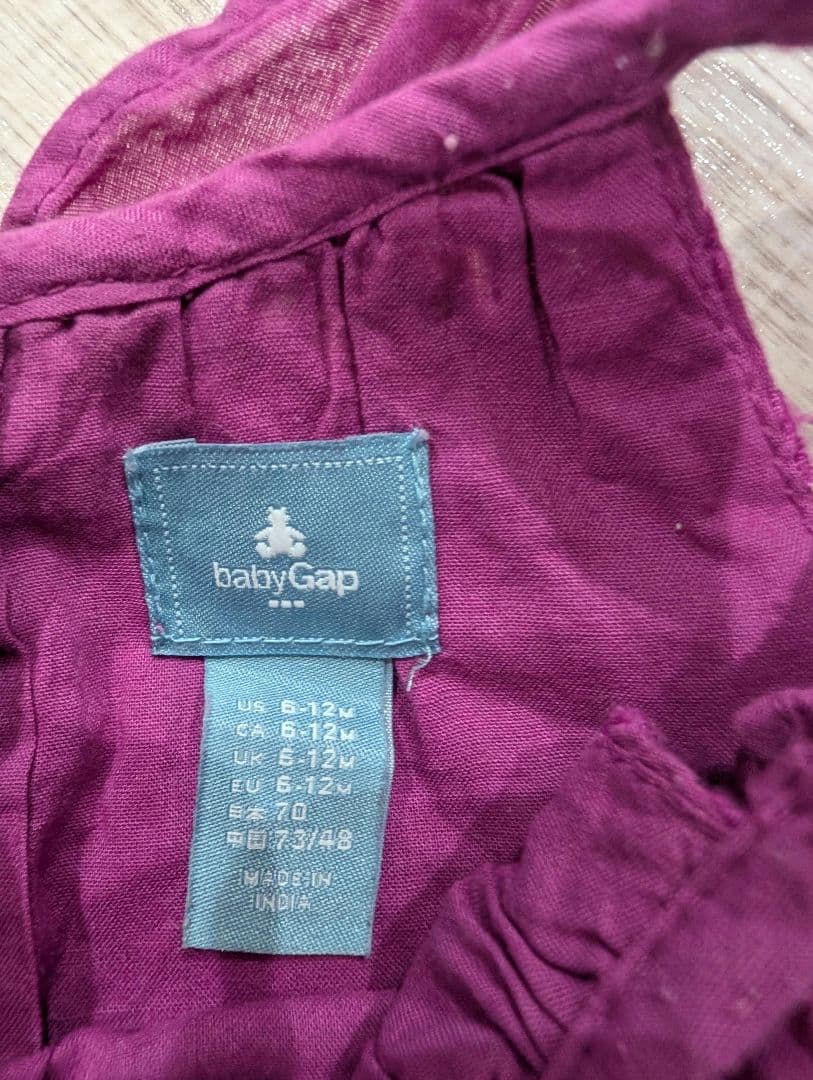 babyGap
US 6-12M
CA 6-12M
UK 6-12M
EU 6-12M
日本 70
中国 73/48
MADE IN
INDIA